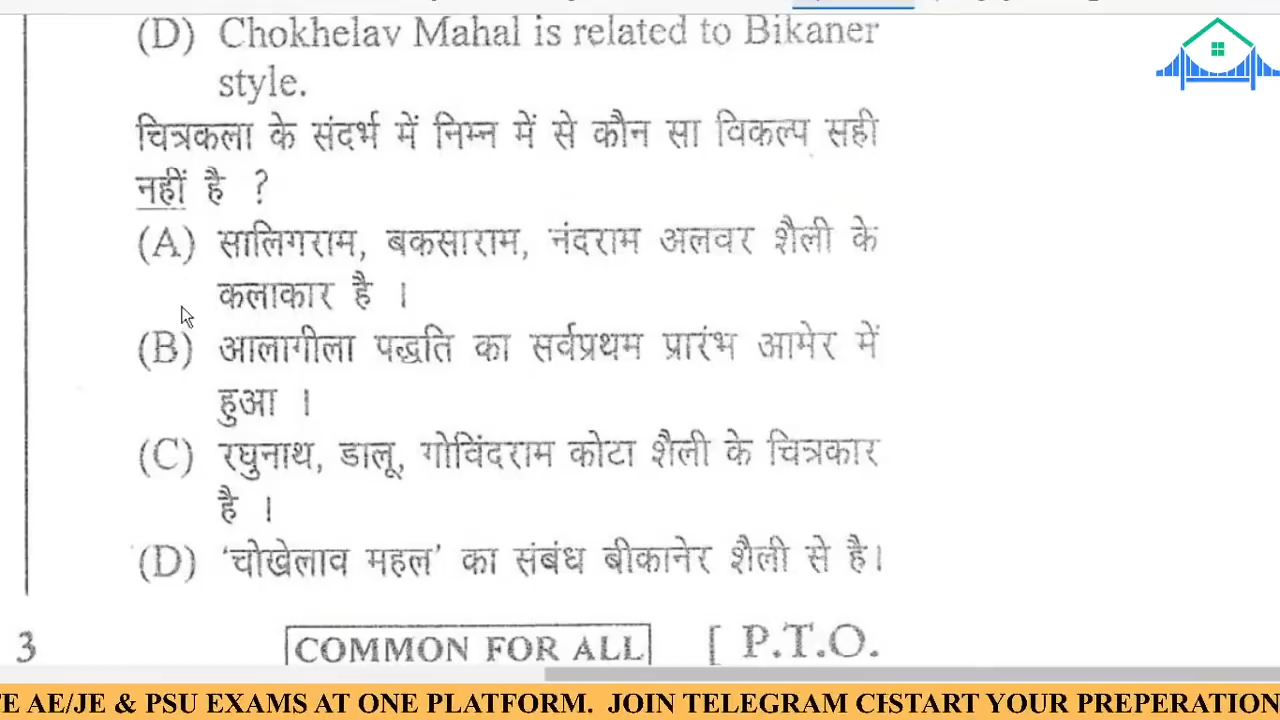 (D) Chokhelav Mahal is related to Bikaner
style.
चित्रकला के संदर्भ में निम्न में से कौन सा विकल्प सही
नहीं है ?
(A) सालिगराम, बकसाराम, नंदराम अलवर शैली के
कलाकार है ।
(B) आलागीला पद्धति का सर्वप्रथम प्रारंभ आमेर में
हुआ ।
(C) रघुनाथ, डालू, गोविंदराम कोटा शैली के चित्रकार
है ।
(D) 'चोखेलाव महल' का संबंध बीकानेर शैली से है।
3 COMMON FOR ALL [ P.T.O.
TE AE/JE & PSU EXAMS AT ONE PLATFORM. JOIN TELEGRAM START YOUR PREPERATION